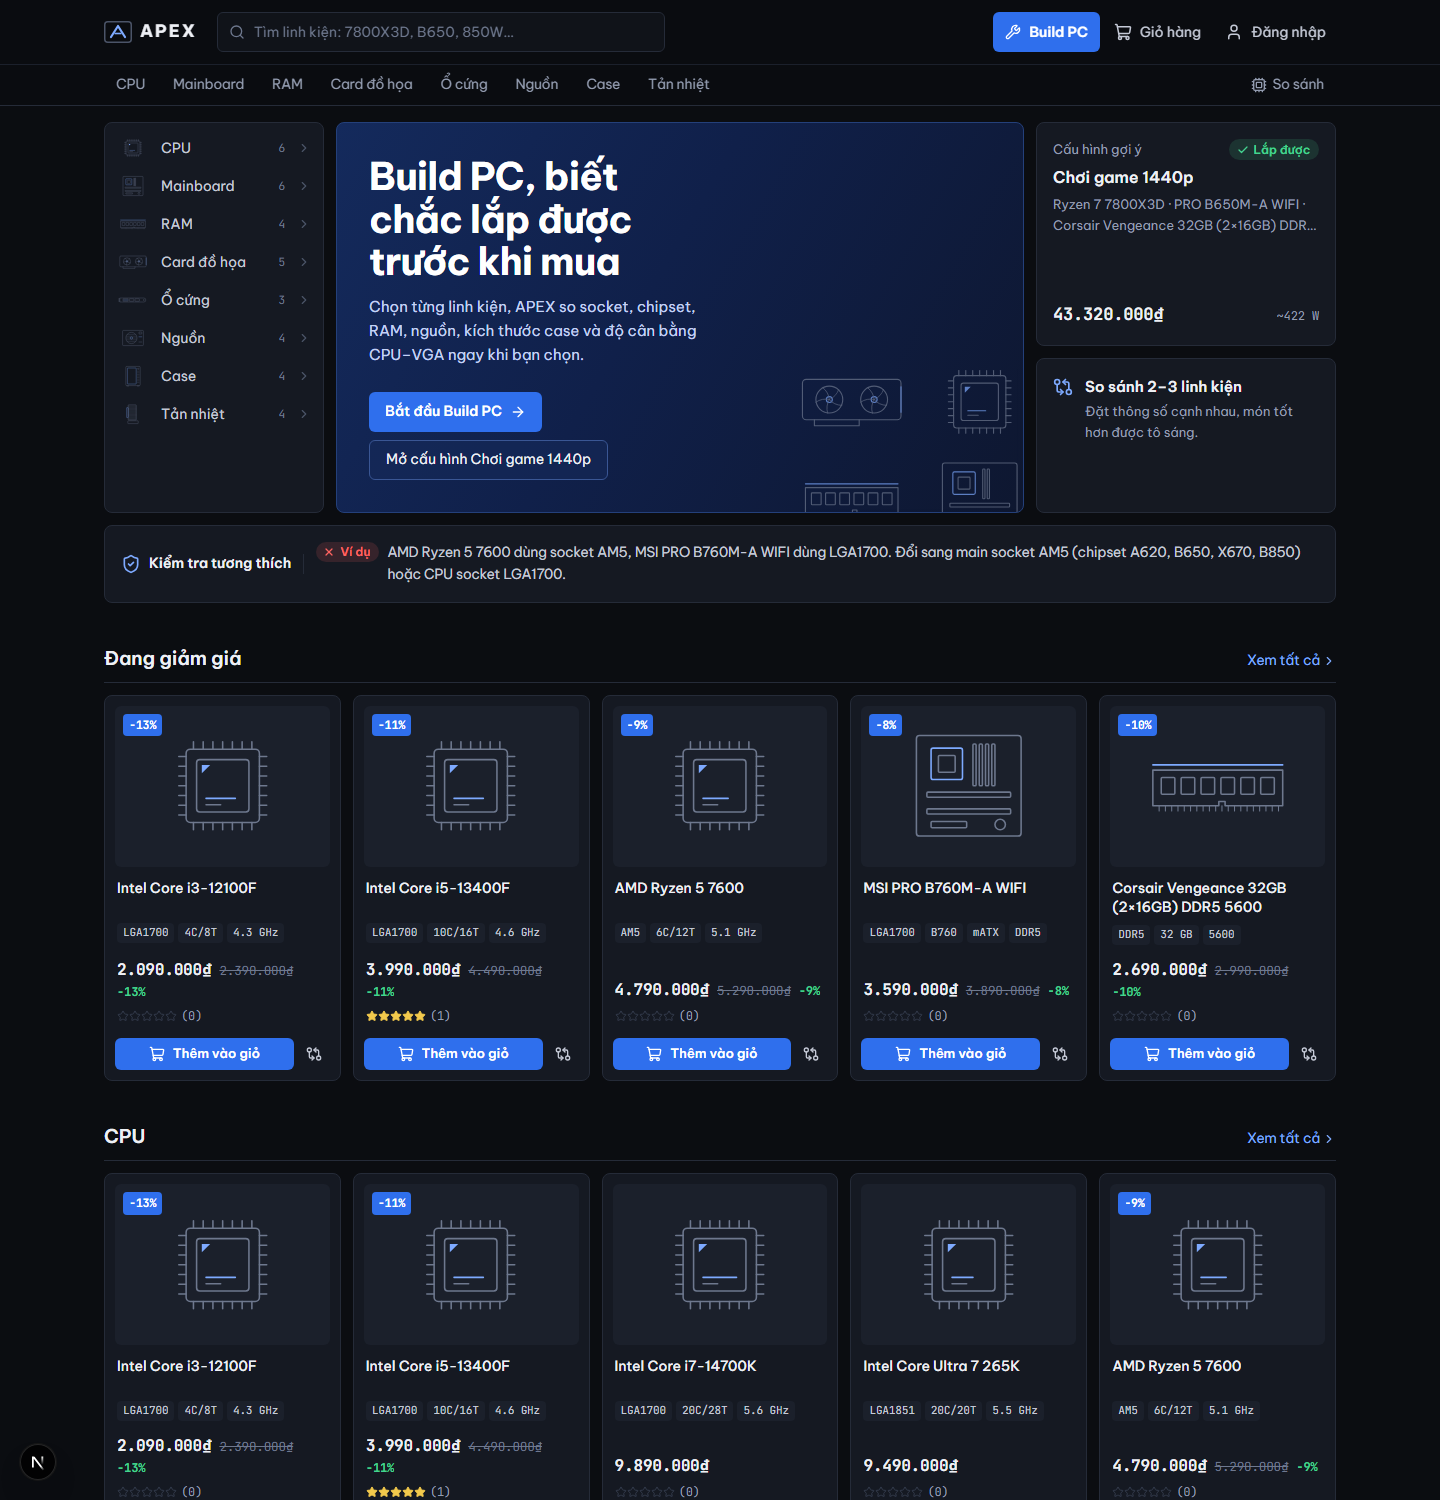 APEX
Tìm linh kiện: 7800X3D, B650, 850W...
Build PC
Giỏ hàng
Đăng nhập
CPU
Mainboard
RAM
Card đồ họa
Ổ cứng
Nguồn
Case
Tản nhiệt
So sánh
CPU 6
Mainboard 6
RAM 4
Card đồ họa 5
Ổ cứng 3
Nguồn 4
Case 4
Tản nhiệt 4
Build PC, biết
chắc lắp được
trước khi mua
Chọn từng linh kiện, APEX so socket, chipset,
RAM, nguồn, kích thước case và độ cân bằng
CPU–VGA ngay khi bạn chọn.
Bắt đầu Build PC
Mở cấu hình Chơi game 1440p
Cấu hình gợi ý
Lắp được
Chơi game 1440p
Ryzen 7 7800X3D · PRO B650M-A WIFI ·
Corsair Vengeance 32GB (2×16GB) DDR...
43.320.000₫
~422 W
So sánh 2–3 linh kiện
Đặt thông số cạnh nhau, món tốt
hơn được tô sáng.
Kiểm tra tương thích
Ví dụ
AMD Ryzen 5 7600 dùng socket AM5, MSI PRO B760M-A WIFI dùng LGA1700. Đổi sang main socket AM5 (chipset A620, B650, X670, B850)
hoặc CPU socket LGA1700.
Đang giảm giá
Xem tất cả
-13%
Intel Core i3-12100F
LGA1700 4C/8T 4.3 GHz
2.090.000₫ 2.390.000₫
-13%
(0)
Thêm vào giỏ
-11%
Intel Core i5-13400F
LGA1700 10C/16T 4.6 GHz
3.990.000₫ 4.490.000₫
-11%
(1)
Thêm vào giỏ
-9%
AMD Ryzen 5 7600
AM5 6C/12T 5.1 GHz
4.790.000₫ 5.290.000₫ -9%
(0)
Thêm vào giỏ
-8%
MSI PRO B760M-A WIFI
LGA1700 B760 mATX DDR5
3.590.000₫ 3.890.000₫ -8%
(0)
Thêm vào giỏ
-10%
Corsair Vengeance 32GB
(2×16GB) DDR5 5600
DDR5 32 GB 5600
2.690.000₫ 2.990.000₫
-10%
(0)
Thêm vào giỏ
CPU
Xem tất cả
-13%
Intel Core i3-12100F
LGA1700 4C/8T 4.3 GHz
2.090.000₫ 2.390.000₫
-13%
(0)
-11%
Intel Core i5-13400F
LGA1700 10C/16T 4.6 GHz
3.990.000₫ 4.490.000₫
-11%
(1)
Intel Core i7-14700K
LGA1700 20C/28T 5.6 GHz
9.890.000₫
(0)
Intel Core Ultra 7 265K
LGA1851 20C/20T 5.5 GHz
9.490.000₫
(0)
-9%
AMD Ryzen 5 7600
AM5 6C/12T 5.1 GHz
4.790.000₫ 5.290.000₫ -9%
(0)
N